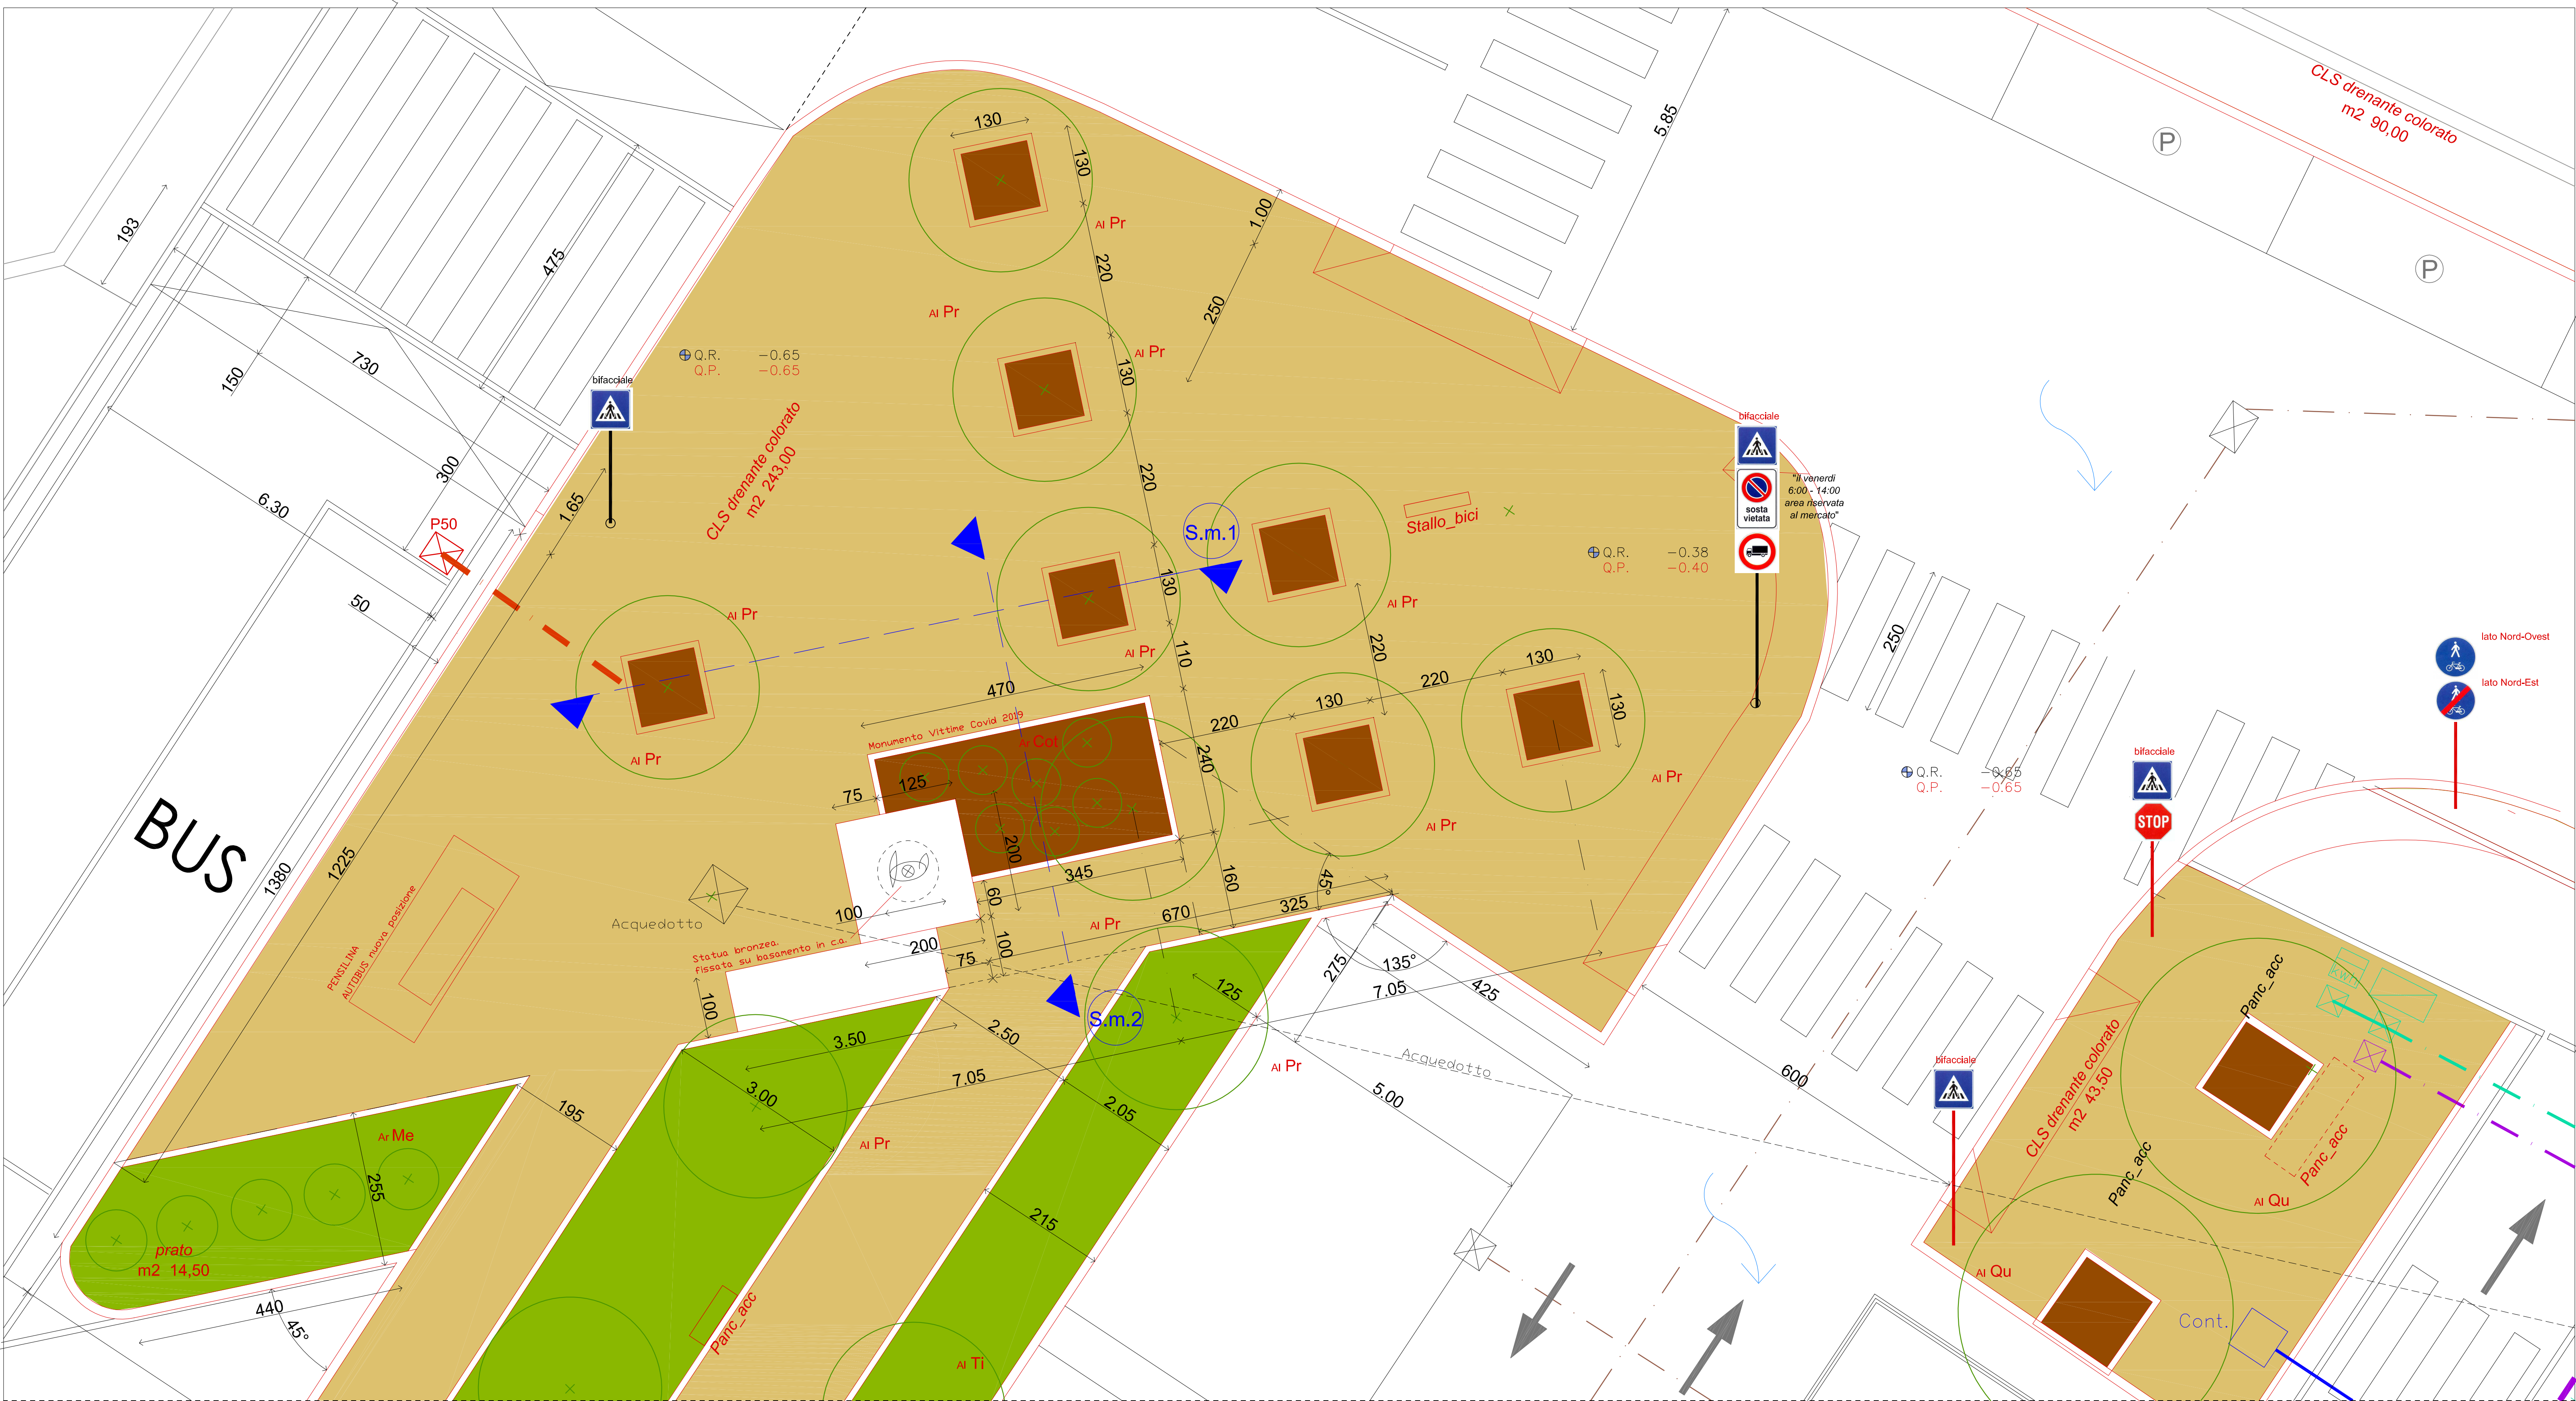 CLS drenante colorato
m2 90,00
P
P
5.85
130
130
Al Pr
193
1.00
220
475
250
Al Pr
Al Pr
Q.R. -0.65
Q.P. -0.65
730
150
130
bifacciale
bifacciale
CLS drenante colorato
m2 243,00
300
220
1.65
6.30
P50
"il venerdì
6:00 - 14:00
area riservata
al mercato"
sosta
vietata
Stallo_bici
S.m.1
Q.R. -0.38
Q.P. -0.40
130
50
Al Pr
Al Pr
250
lato Nord-Ovest
lato Nord-Est
Al Pr
110
220
130
470
220
130
130
220
Monumento Vittime Covid 2019
Ar Cot
240
Al Pr
Al Pr
Q.R. -0.65
Q.P. -0.65
bifacciale
STOP
75
125
BUS
1380
1225
200
345
160
45°
Al Pr
60
100
670
325
Al Pr
Acquedotto
PENSILINA
AUTOBUS nuova posizione
Statua bronzea.
fissata su basamento in c.a.
200
100
75
135°
275
7.05
425
125
100
S.m.2
Panc_acc
KWh
2.50
3.50
7.05
3.00
Acquedotto
Al Pr
600
CLS drenante colorato
m2 43,50
bifacciale
5.00
2.05
195
Ar Me
Al Pr
Panc_acc
Panc_acc
255
Al Qu
215
prato
m2 14,50
Al Qu
440
45°
Panc_acc
Cont.
Al Ti